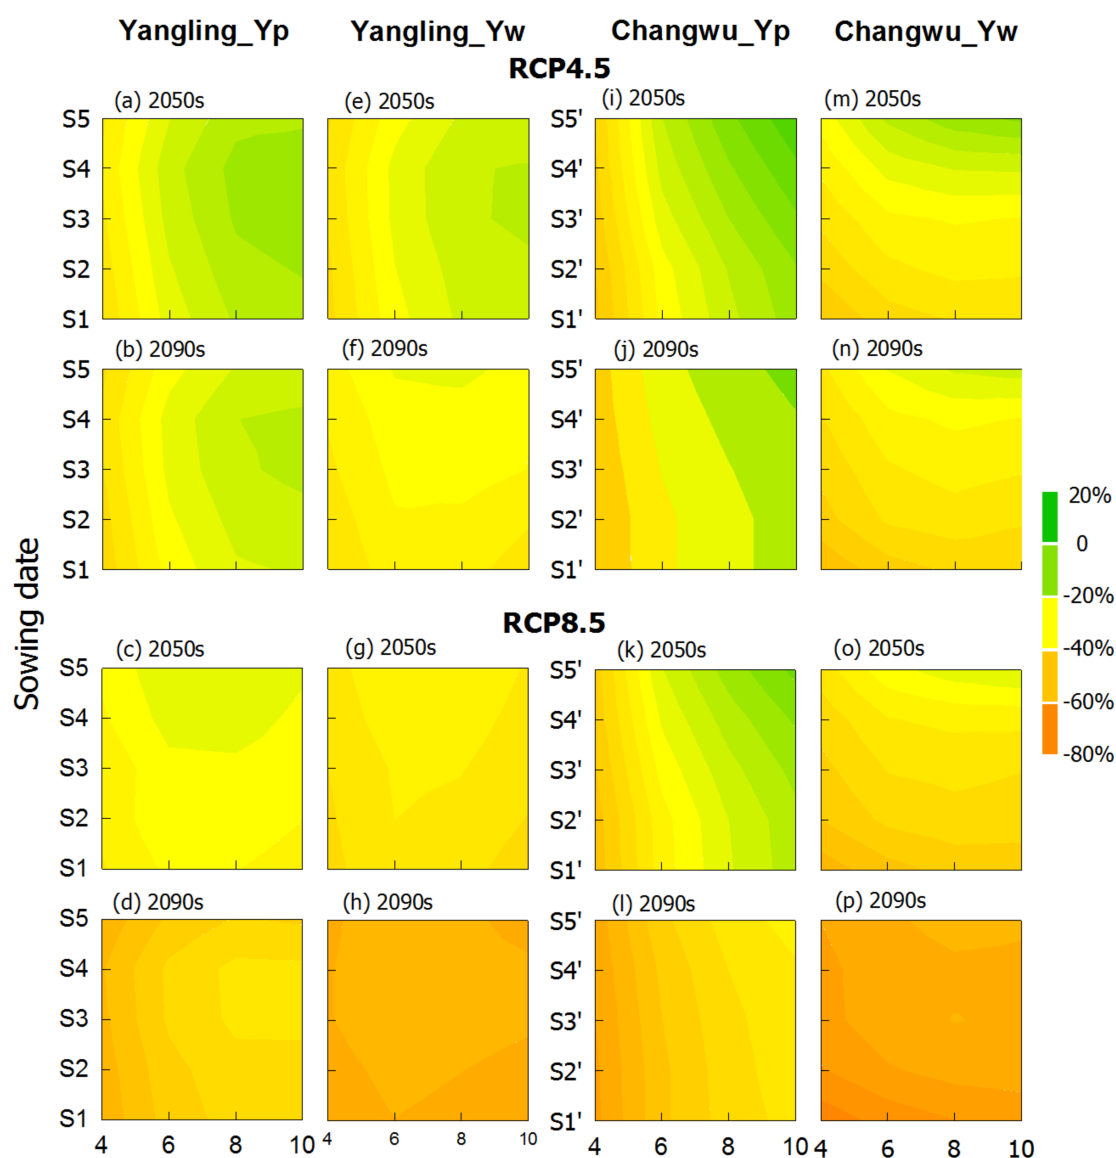 Yangling_Yp Yangling_Yw Changwu_Yp Changwu_Yw
RCP4.5
(a) 2050s (e) 2050s (i) 2050s (m) 2050s
S5 S5'
S4 S4'
S3 S3'
S2 S2'
S1 S1'
(b) 2090s (f) 2090s (j) 2090s (n) 2090s
S5 S5'
S4 S4'
S3 S3'
S2 S2'
S1 S1'
Sowing date
20%
0
-20%
-40%
-60%
-80%
RCP8.5
(c) 2050s (g) 2050s (k) 2050s (o) 2050s
S5 S5'
S4 S4'
S3 S3'
S2 S2'
S1 S1'
(d) 2090s (h) 2090s (l) 2090s (p) 2090s
S5 S5'
S4 S4'
S3 S3'
S2 S2'
S1 S1'
4 6 8 10 4 6 8 10 4 6 8 10 4 6 8 10